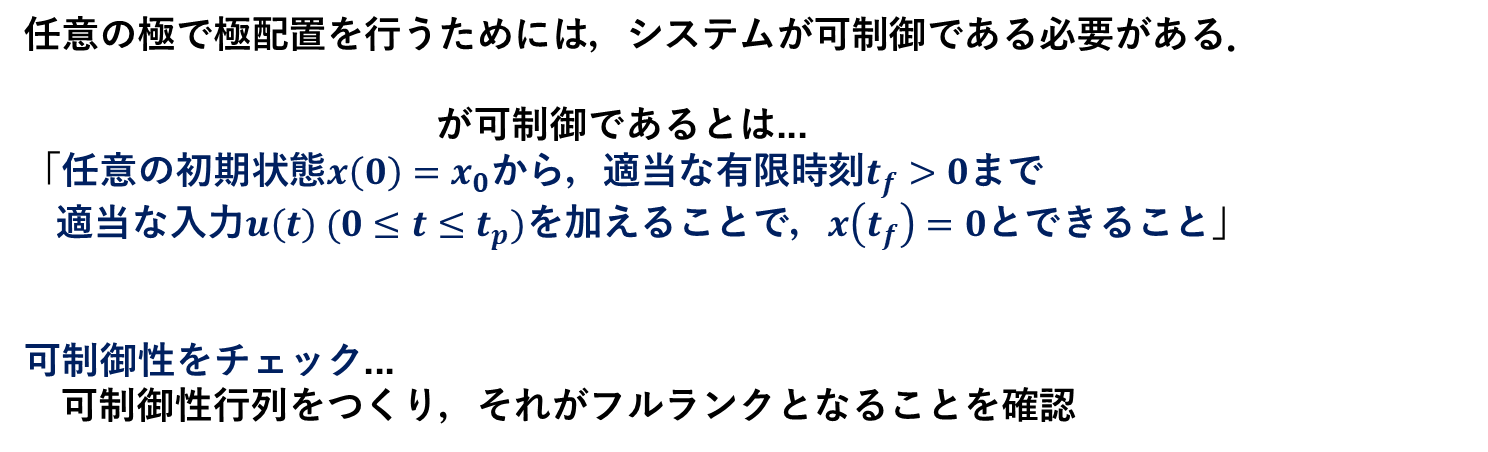 任意の極で極配置を行うためには，システムが可制御である必要がある．
が可制御であるとは...
「任意の初期状態x(0) = x₀から，適当な有限時刻t_f > 0まで
適当な入力u(t) (0 ≤ t ≤ t_p)を加えることで，x(t_f) = 0とできること」
可制御性をチェック...
可制御性行列をつくり，それがフルランクとなることを確認